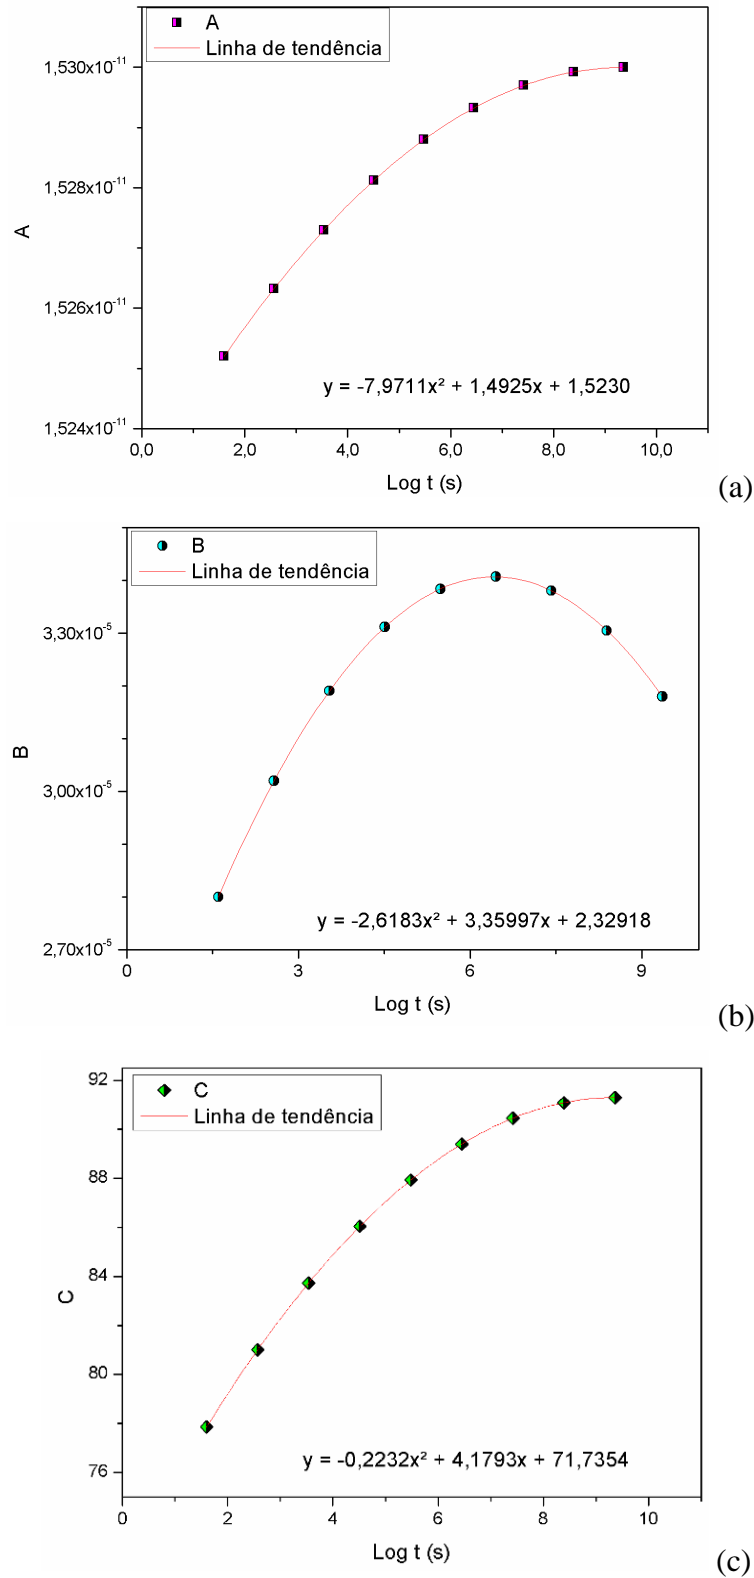 A
Linha de tendência
1,530x10⁻¹¹
1,528x10⁻¹¹
A
1,526x10⁻¹¹
y = -7,9711x² + 1,4925x + 1,5230
1,524x10⁻¹¹
0,0 2,0 4,0 6,0 8,0 10,0
Log t (s)
(a)
B
Linha de tendência
3,30x10⁻⁵
B
3,00x10⁻⁵
y = -2,6183x² + 3,35997x + 2,32918
2,70x10⁻⁵
0 3 6 9
Log t (s)
(b)
92
C
Linha de tendência
88
84
C
80
y = -0,2232x² + 4,1793x + 71,7354
76
0 2 4 6 8 10
Log t (s)
(c)